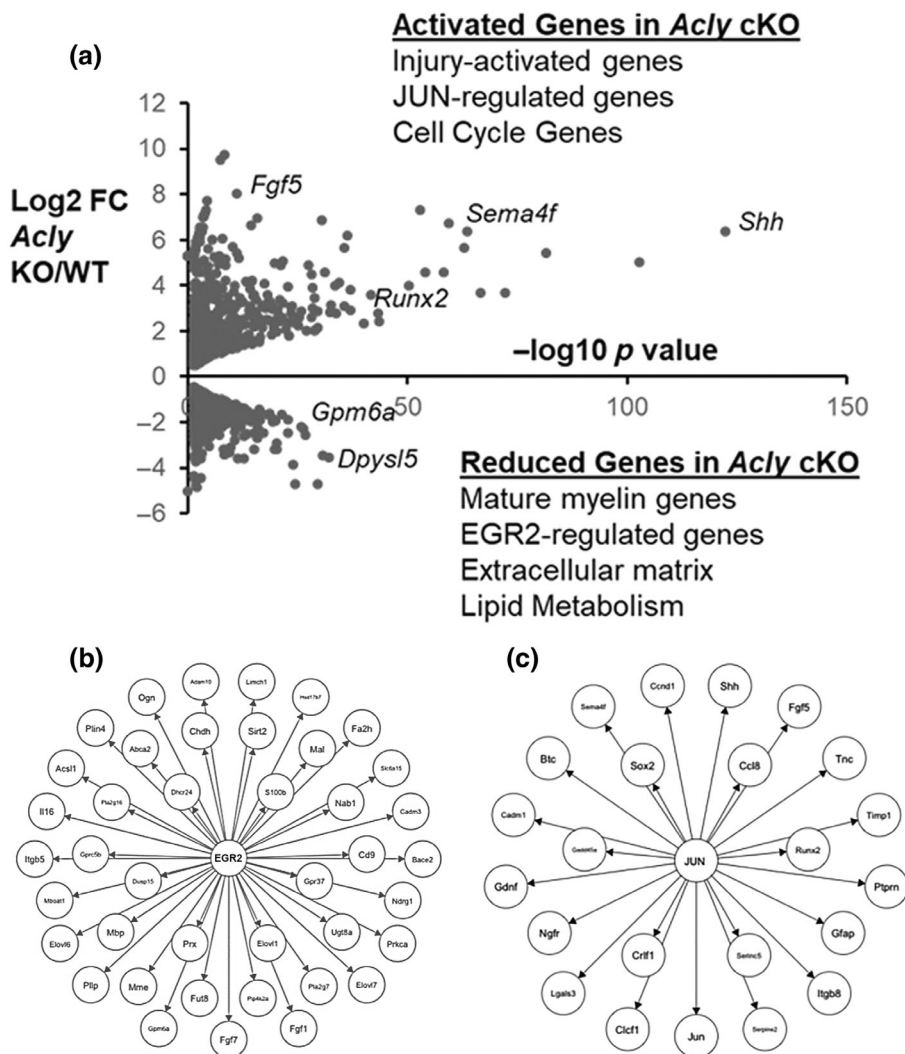 (a)
Activated Genes in Acly cKO
Injury-activated genes
JUN-regulated genes
Cell Cycle Genes
12
10
8
6
4
2
0
−2
−4
−6
Log2 FC
Acly
KO/WT
Fgf5
Sema4f
Shh
Runx2
−log10 p value
0
50
100
150
Gpm6a
Dpysl5
Reduced Genes in Acly cKO
Mature myelin genes
EGR2-regulated genes
Extracellular matrix
Lipid Metabolism
(b)
Adam10
Limch1
Ogn
Hsd17b7
Plin4
Chdh
Sirt2
Fa2h
Abca2
Mal
Acsl1
Slc6a15
Dhcr24
S100b
Pla2g16
Nab1
Il16
Cadm3
EGR2
Itgb5
Gprc5b
Cd9
Bace2
Dusp15
Gpr37
Mboat1
Ndrg1
Mbp
Ugt8a
Elovl6
Prx
Elovl1
Prkca
Pllp
Mme
Fut8
Pip4k2a
Pla2g7
Elovl7
Gpm6a
Fgf7
Fgf1
(c)
Ccnd1
Shh
Sema4f
Fgf5
Btc
Sox2
Ccl8
Tnc
Cadm1
Timp1
Gadd45a
JUN
Runx2
Gdnf
Ptprn
Ngfr
Gfap
Crlf1
Serinc5
Lgals3
Itgb8
Clcf1
Jun
Serpine2